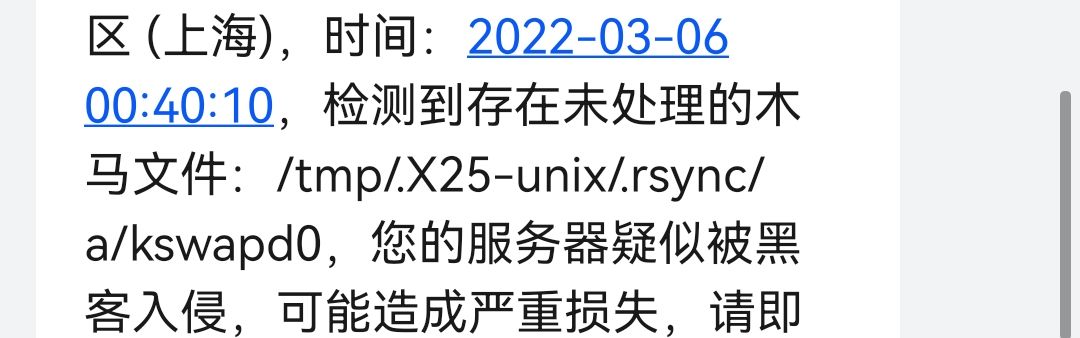 区 (上海)，时间：2022-03-06
00:40:10，检测到存在未处理的木
马文件：/tmp/.X25-unix/.rsync/
a/kswapd0，您的服务器疑似被黑
客入侵，可能造成严重损失，请即